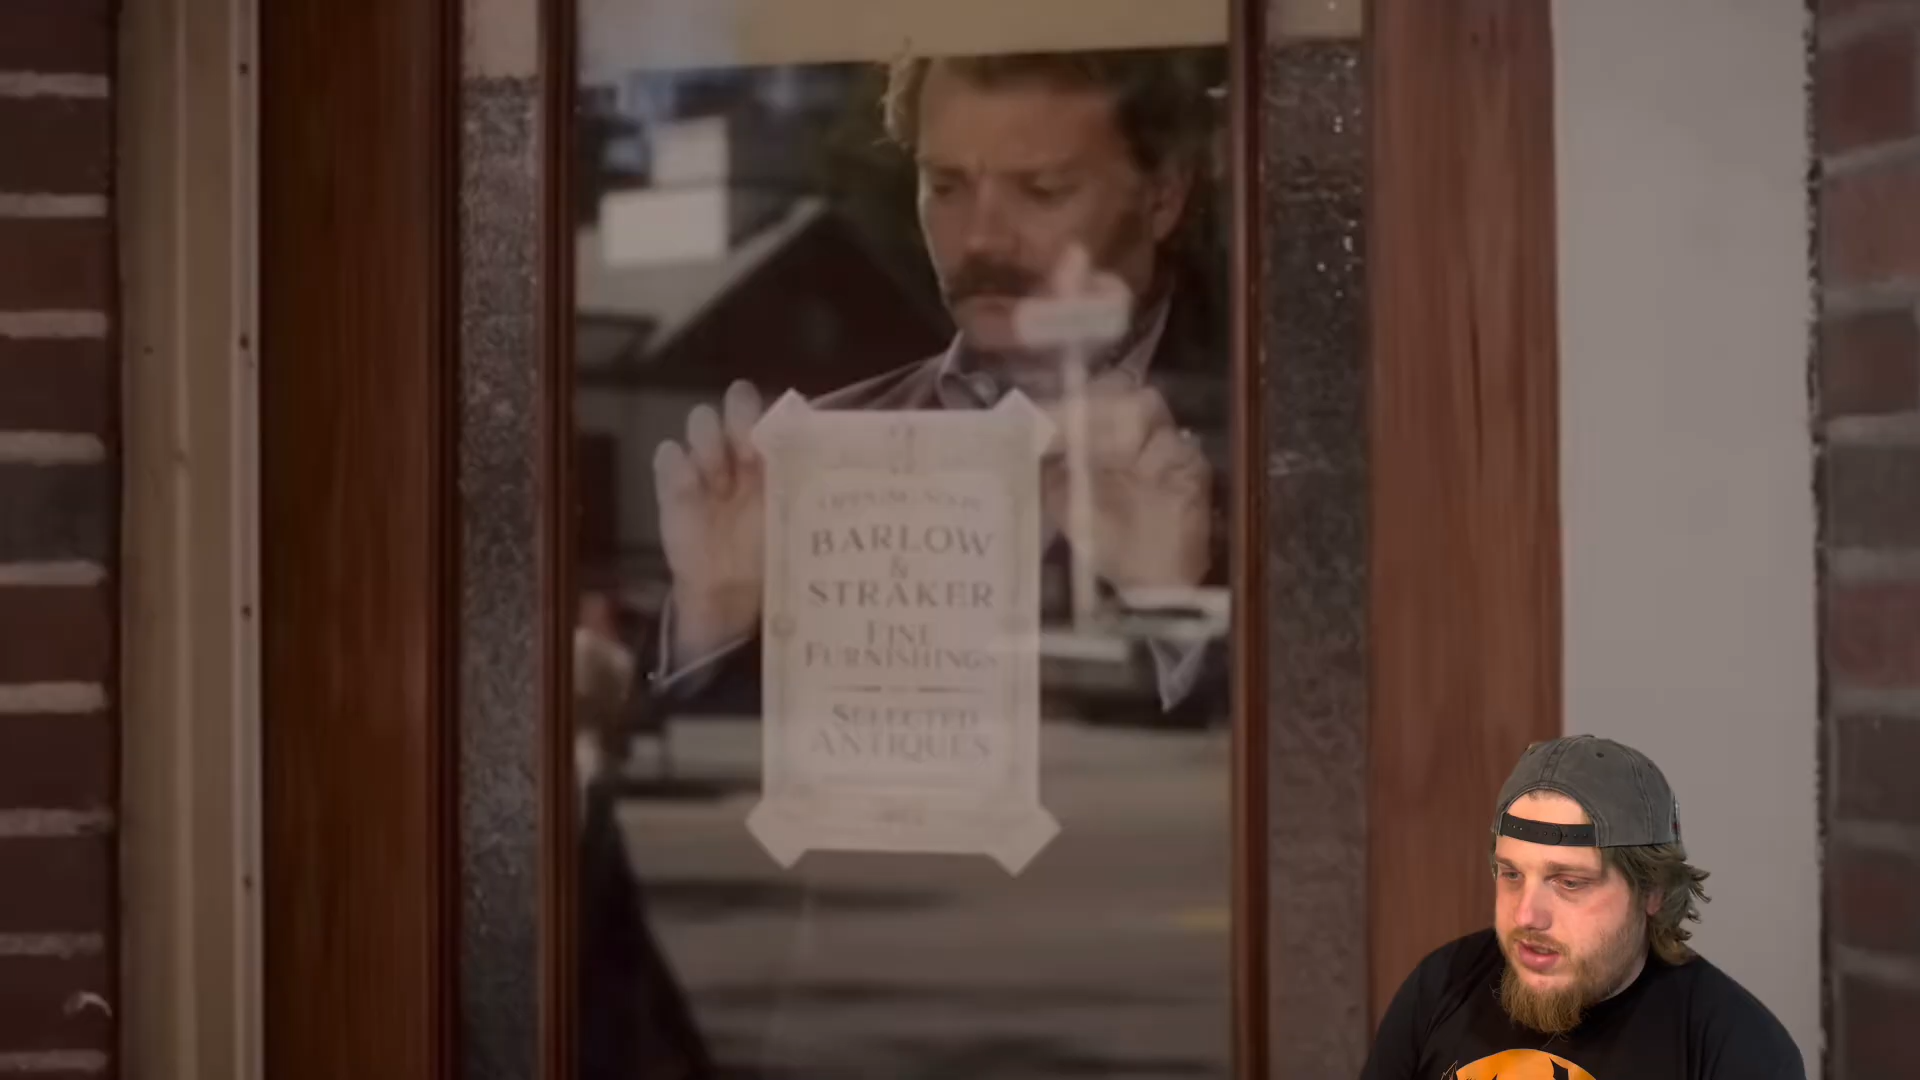 BARLOW
&
STRAKER
FINE
FURNISHINGS
SELECTED
ANTIQUES